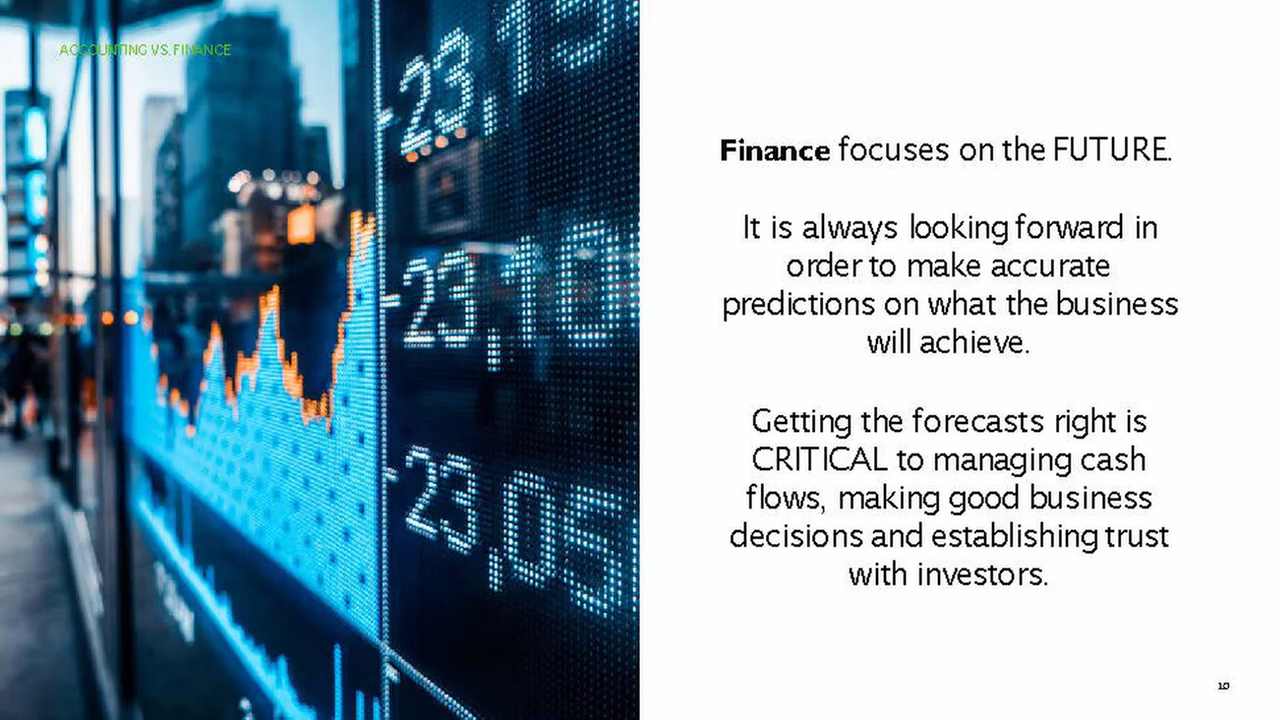 ACCOUNTING VS. FINANCE
23,15
23,10
23,05
Finance focuses on the FUTURE.
It is always looking forward in
order to make accurate
predictions on what the business
will achieve.
Getting the forecasts right is
CRITICAL to managing cash
flows, making good business
decisions and establishing trust
with investors.
10